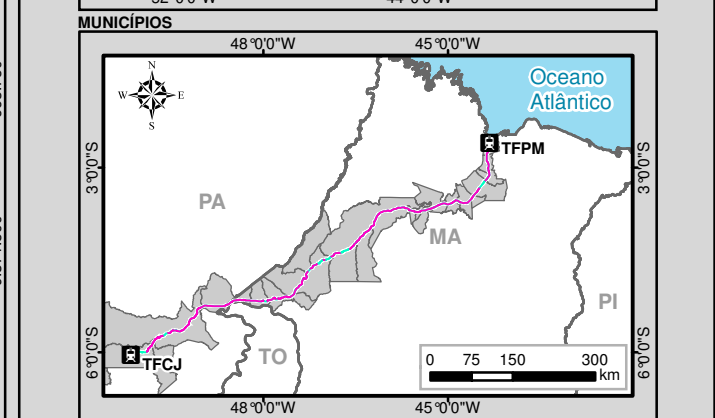 MUNICÍPIOS
48°0'0"W
45°0'0"W
N
W
E
S
Oceano
Atlântico
TFPM
3°0'0"S
3°0'0"S
PA
MA
PI
6°0'0"S
6°0'0"S
TFCJ
TO
0 75 150 300
km
48°0'0"W
45°0'0"W